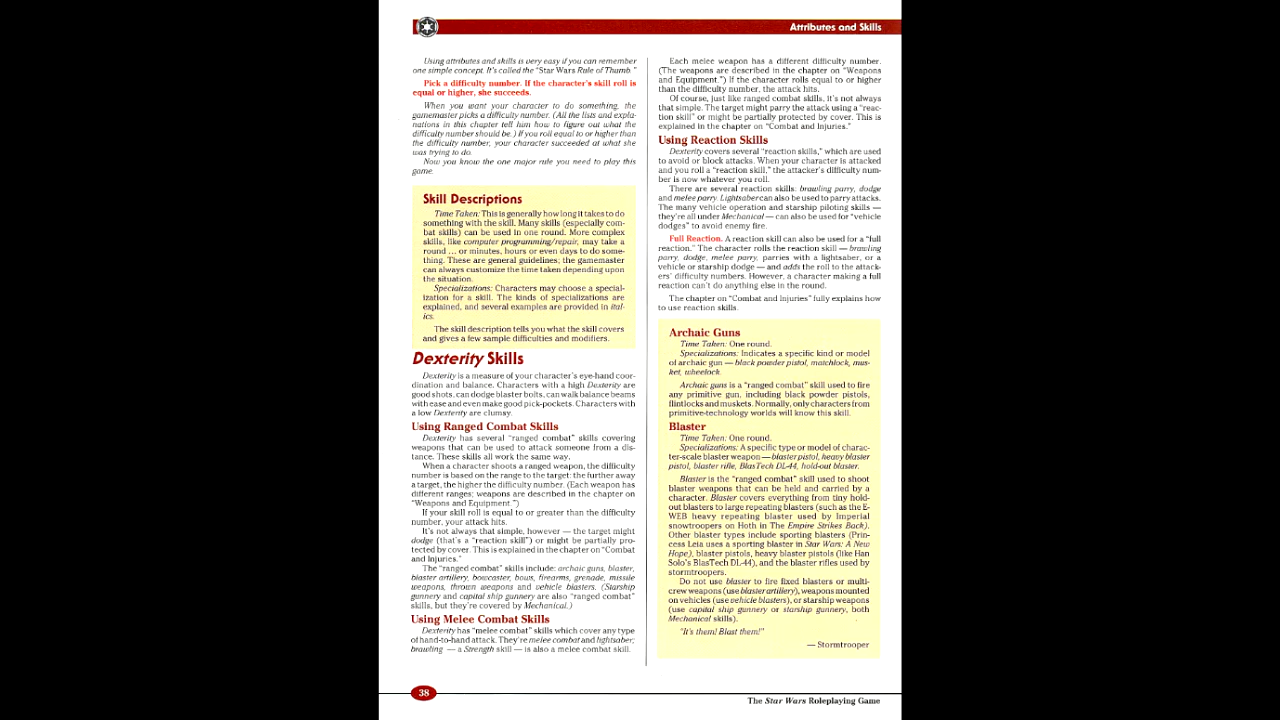 Attributes and Skills
Using attributes and skills is very easy if you can remember
one simple concept. It's called the "Star Wars Rule of Thumb."
Pick a difficulty number. If the character's skill roll is
equal or higher, she succeeds.
When you want your character to do something, the
gamemaster picks a difficulty number. (All the lists and expla-
nations in this chapter tell him how to figure out what the
difficulty number should be.) If you roll equal to or higher than
the difficulty number, your character succeeded at what she
was trying to do.
Now you know the one major rule you need to play this
game.
Skill Descriptions
Time Taken: This is generally how long it takes to do
something with the skill. Many skills (especially com-
bat skills) can be used in one round. More complex
skills, like computer programming/repair, may take a
round ... or minutes, hours or even days to do some-
thing. These are general guidelines; the gamemaster
can always customize the time taken depending upon
the situation.
Specializations: Characters may choose a special-
ization for a skill. The kinds of specializations are
explained, and several examples are provided in ital-
ics.
The skill description tells you what the skill covers
and gives a few sample difficulties and modifiers.
Dexterity Skills
Dexterity is a measure of your character's eye-hand coor-
dination and balance. Characters with a high Dexterity are
good shots, can dodge blaster bolts, can walk balance beams
with ease and even make good pick-pockets. Characters with
a low Dexterity are clumsy.
Using Ranged Combat Skills
Dexterity has several "ranged combat" skills covering
weapons that can be used to attack someone from a dis-
tance. These skills all work the same way.
When a character shoots a ranged weapon, the difficulty
number is based on the range to the target: the further away
a target, the higher the difficulty number. (Each weapon has
different ranges; weapons are described in the chapter on
"Weapons and Equipment.")
If your skill roll is equal to or greater than the difficulty
number, your attack hits.
It's not always that simple, however — the target might
dodge (that's a "reaction skill") or might be partially pro-
tected by cover. This is explained in the chapter on "Combat
and Injuries."
The "ranged combat" skills include: archaic guns, blaster,
blaster artillery, bowcaster, bows, firearms, grenade, missile
weapons, thrown weapons and vehicle blasters. (Starship
gunnery and capital ship gunnery are also "ranged combat"
skills, but they're covered by Mechanical.)
Using Melee Combat Skills
Dexterity has "melee combat" skills which cover any type
of hand-to-hand attack. They're melee combat and lightsaber;
brawling — a Strength skill — is also a melee combat skill.
Each melee weapon has a different difficulty number.
(The weapons are described in the chapter on "Weapons
and Equipment.") If the character rolls equal to or higher
than the difficulty number, the attack hits.
Of course, just like ranged combat skills, it's not always
that simple. The target might parry the attack using a "reac-
tion skill" or might be partially protected by cover. This is
explained in the chapter on "Combat and Injuries."
Using Reaction Skills
Dexterity covers several "reaction skills," which are used
to avoid or block attacks. When your character is attacked
and you roll a "reaction skill," the attacker's difficulty num-
ber is now whatever you roll.
There are several reaction skills: brawling parry, dodge
and melee parry. Lightsaber can also be used to parry attacks.
The many vehicle operation and starship piloting skills —
they're all under Mechanical — can also be used for "vehicle
dodges" to avoid enemy fire.
Full Reaction. A reaction skill can also be used for a "full
reaction." The character rolls the reaction skill — brawling
parry, dodge, melee parry, parries with a lightsaber, or a
vehicle or starship dodge — and adds the roll to the attack-
ers' difficulty numbers. However, a character making a full
reaction can't do anything else in the round.
The chapter on "Combat and Injuries" fully explains how
to use reaction skills.
Archaic Guns
Time Taken: One round.
Specializations: Indicates a specific kind or model
of archaic gun — black powder pistol, matchlock, mus-
ket, wheelock.
Archaic guns is a "ranged combat" skill used to fire
any primitive gun, including black powder pistols,
flintlocks and muskets. Normally, only characters from
primitive-technology worlds will know this skill.
Blaster
Time Taken: One round.
Specializations: A specific type or model of charac-
ter-scale blaster weapon — blaster pistol, heavy blaster
pistol, blaster rifle, BlasTech DL-44, hold-out blaster.
Blaster is the "ranged combat" skill used to shoot
blaster weapons that can be held and carried by a
character. Blaster covers everything from tiny hold-
out blasters to large repeating blasters (such as the E-
WEB heavy repeating blaster used by Imperial
snowtroopers on Hoth in The Empire Strikes Back).
Other blaster types include sporting blasters (Prin-
cess Leia uses a sporting blaster in Star Wars: A New
Hope), blaster pistols, heavy blaster pistols (like Han
Solo's BlasTech DL-44), and the blaster rifles used by
stormtroopers.
Do not use blaster to fire fixed blasters or multi-
crew weapons (use blaster artillery), weapons mounted
on vehicles (use vehicle blasters), or starship weapons
(use capital ship gunnery or starship gunnery, both
Mechanical skills).
"It's them! Blast them!"
— Stormtrooper
38
The Star Wars Roleplaying Game